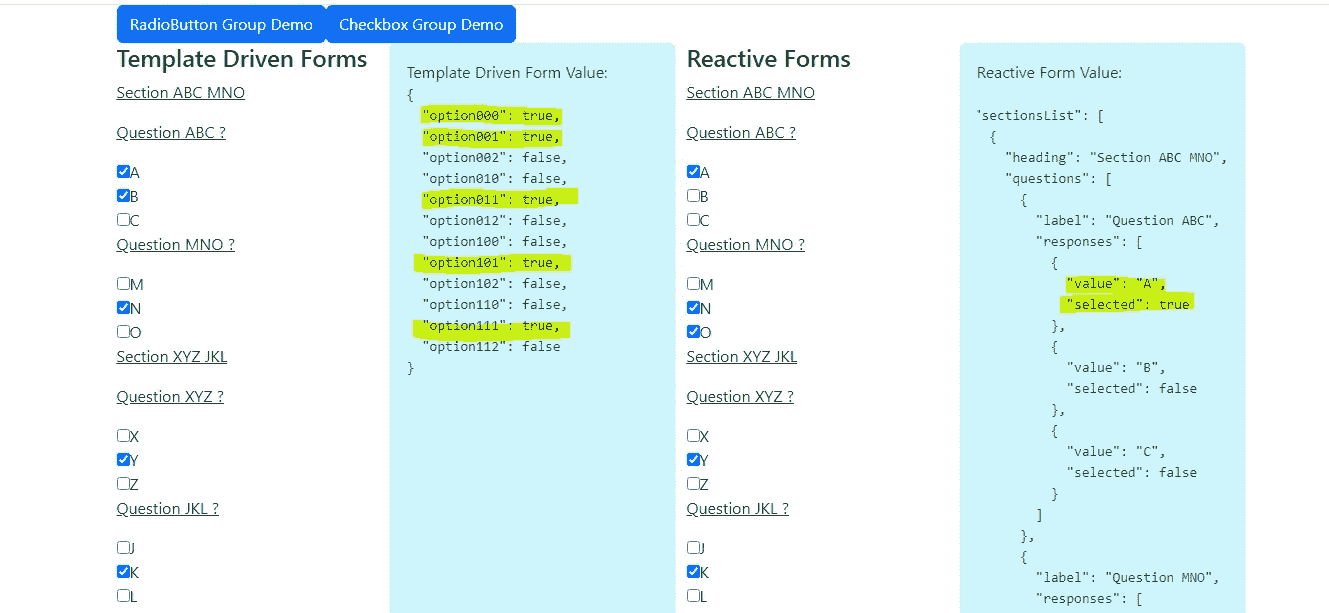 RadioButton Group Demo Checkbox Group Demo
Template Driven Forms
Section ABC MNO
Question ABC ?
A
B
C
Question MNO ?
M
N
O
Section XYZ JKL
Question XYZ ?
X
Y
Z
Question JKL ?
J
K
L
Template Driven Form Value:
{
"option000": true,
"option001": true,
"option002": false,
"option010": false,
"option011": true,
"option012": false,
"option100": false,
"option101": true,
"option102": false,
"option110": false,
"option111": true,
"option112": false
}
Reactive Forms
Section ABC MNO
Question ABC ?
A
B
C
Question MNO ?
M
N
O
Section XYZ JKL
Question XYZ ?
X
Y
Z
Question JKL ?
J
K
L
Reactive Form Value:
"sectionsList": [
{
"heading": "Section ABC MNO",
"questions": [
{
"label": "Question ABC",
"responses": [
{
"value": "A",
"selected": true
},
{
"value": "B",
"selected": false
},
{
"value": "C",
"selected": false
}
]
},
{
"label": "Question MNO",
"responses": [